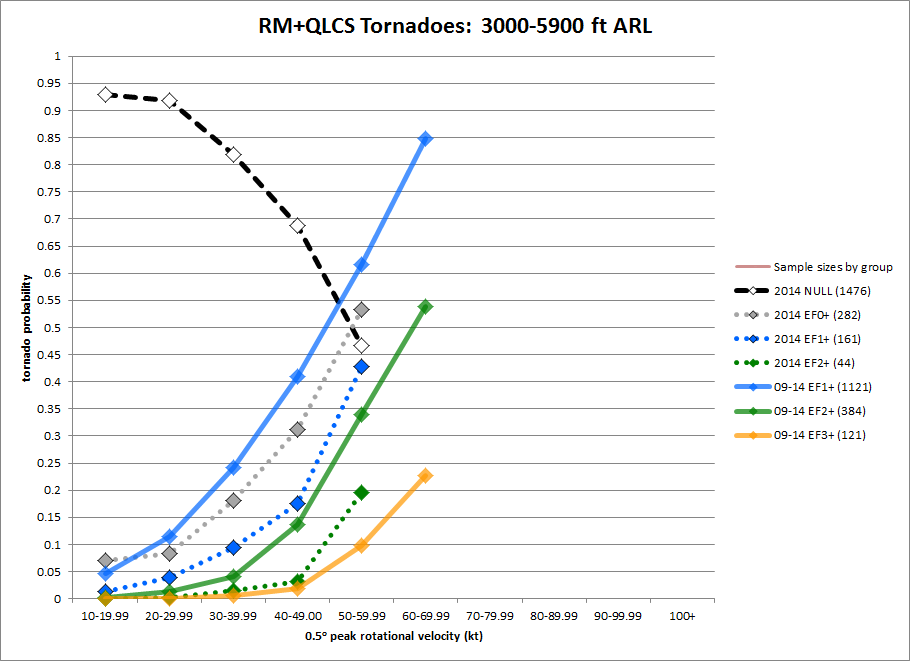 RM+QLCS Tornadoes: 3000-5900 ft ARL
1
0.95
0.9
0.85
0.8
0.75
0.7
0.65
0.6
0.55
0.5
0.45
0.4
0.35
0.3
0.25
0.2
0.15
0.1
0.05
0
tornado probability
10-19.99 20-29.99 30-39.99 40-49.00 50-59.99 60-69.99 70-79.99 80-89.99 90-99.99 100+
0.5° peak rotational velocity (kt)
Sample sizes by group
2014 NULL (1476)
2014 EF0+ (282)
2014 EF1+ (161)
2014 EF2+ (44)
09-14 EF1+ (1121)
09-14 EF2+ (384)
09-14 EF3+ (121)